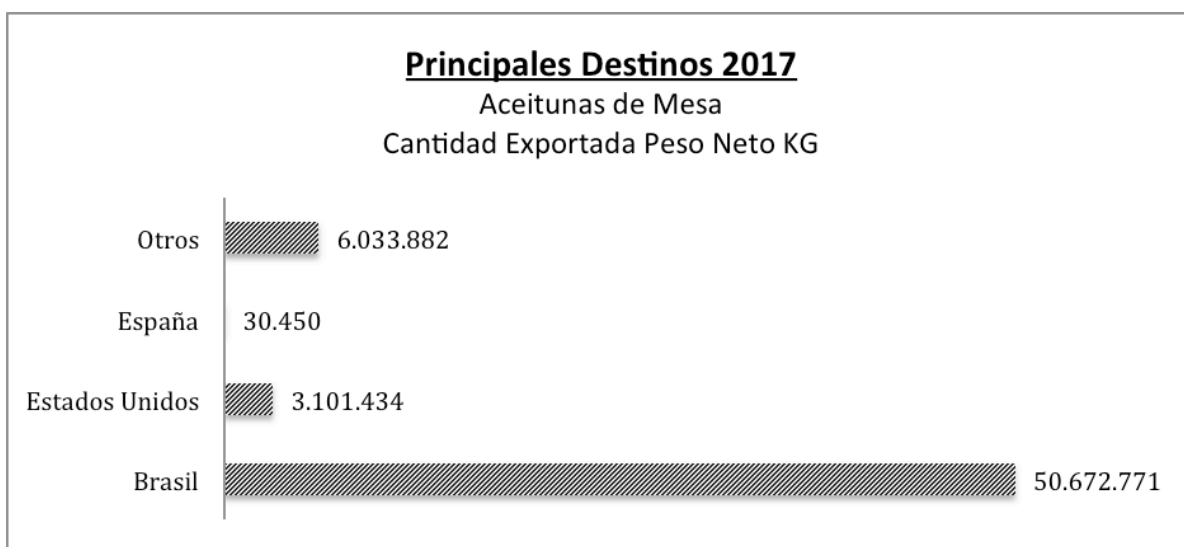 Principales Destinos 2017
Aceitunas de Mesa
Cantidad Exportada Peso Neto KG
Otros 6.033.882
España 30.450
Estados Unidos 3.101.434
Brasil 50.672.771